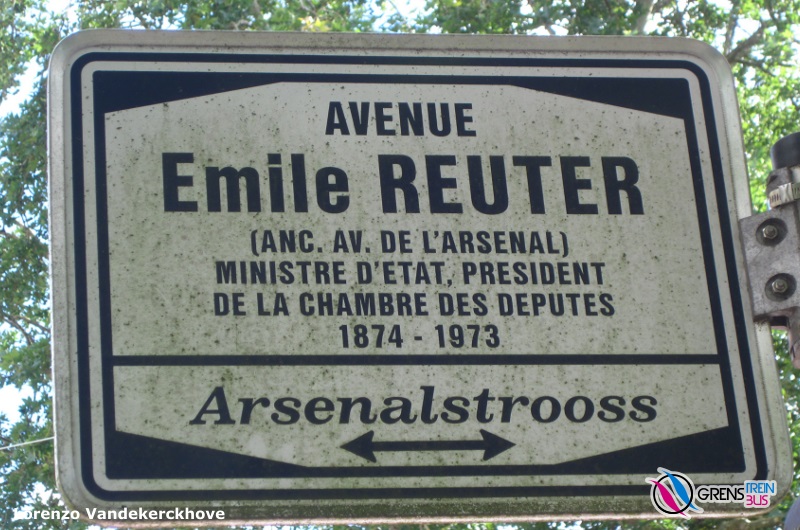 AVENUE
Emile REUTER
(ANC. AV. DE L'ARSENAL)
MINISTRE D'ETAT, PRESIDENT
DE LA CHAMBRE DES DEPUTES
1874 - 1973
Arsenalstrooss
Lorenzo Vandekerckhove
GRENS TREIN BUS